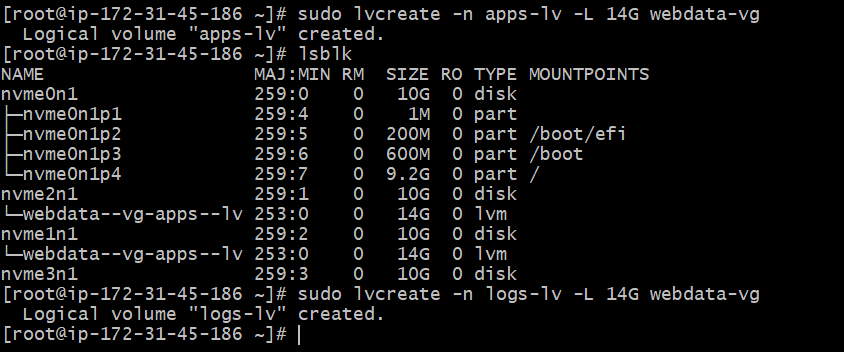 [root@ip-172-31-45-186 ~]# sudo lvcreate -n apps-lv -L 14G webdata-vg
  Logical volume "apps-lv" created.
[root@ip-172-31-45-186 ~]# lsblk
NAME                  MAJ:MIN RM  SIZE RO TYPE MOUNTPOINTS
nvme0n1               259:0    0   10G  0 disk
├─nvme0n1p1           259:4    0    1M  0 part
├─nvme0n1p2           259:5    0  200M  0 part /boot/efi
├─nvme0n1p3           259:6    0  600M  0 part /boot
└─nvme0n1p4           259:7    0  9.2G  0 part /
nvme2n1               259:1    0   10G  0 disk
└─webdata--vg-apps--lv 253:0    0   14G  0 lvm
nvme1n1               259:2    0   10G  0 disk
└─webdata--vg-apps--lv 253:0    0   14G  0 lvm
nvme3n1               259:3    0   10G  0 disk
[root@ip-172-31-45-186 ~]# sudo lvcreate -n logs-lv -L 14G webdata-vg
  Logical volume "logs-lv" created.
[root@ip-172-31-45-186 ~]#